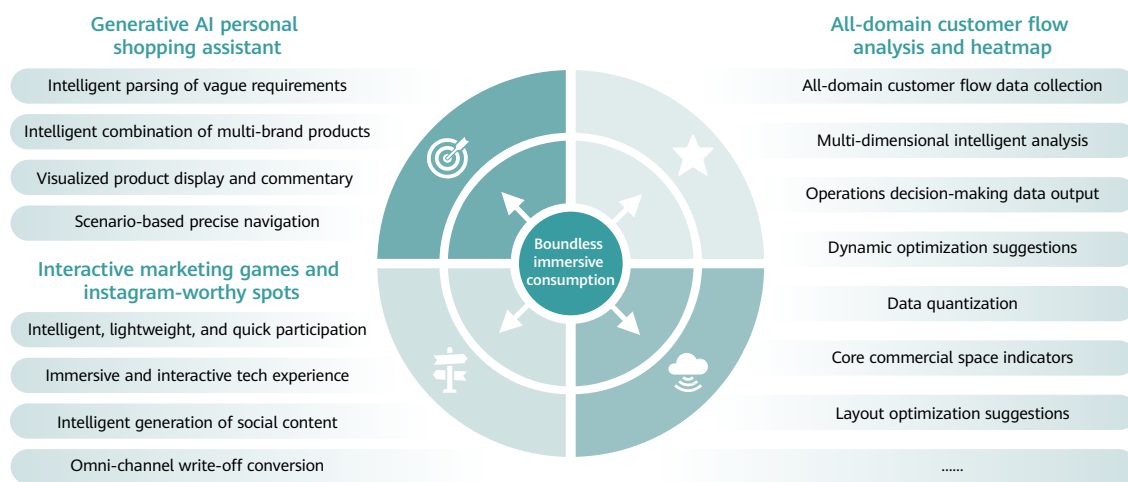 Generative AI personal
shopping assistant
Intelligent parsing of vague requirements
Intelligent combination of multi-brand products
Visualized product display and commentary
Scenario-based precise navigation
Interactive marketing games and
instagram-worthy spots
Intelligent, lightweight, and quick participation
Immersive and interactive tech experience
Intelligent generation of social content
Omni-channel write-off conversion
Boundless
immersive
consumption
All-domain customer flow
analysis and heatmap
All-domain customer flow data collection
Multi-dimensional intelligent analysis
Operations decision-making data output
Dynamic optimization suggestions
Data quantization
Core commercial space indicators
Layout optimization suggestions
......